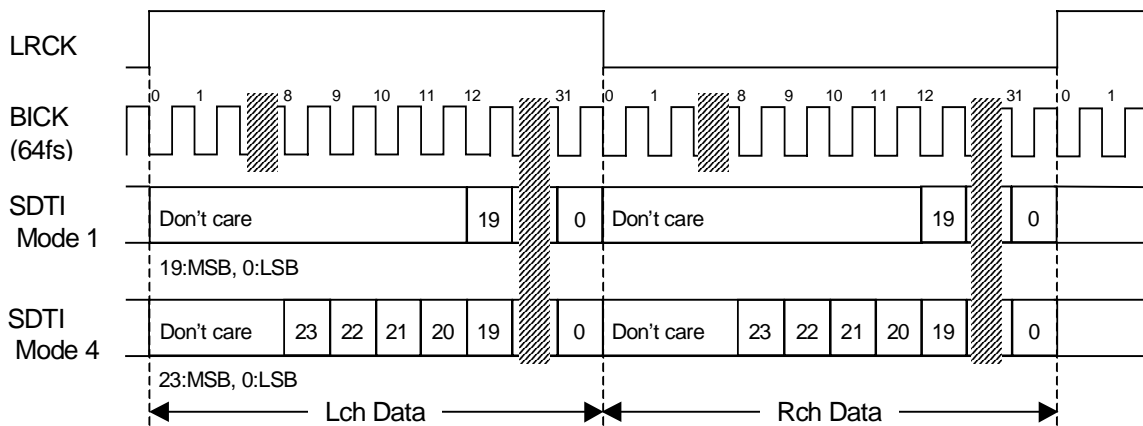 LRCK
0 1 8 9 10 11 12 31 0 1 8 9 10 11 12 31 0 1
BICK
(64fs)
SDTI
Mode 1
Don't care 19 0 Don't care 19 0
19:MSB, 0:LSB
SDTI
Mode 4
Don't care 23 22 21 20 19 0 Don't care 23 22 21 20 19 0
23:MSB, 0:LSB
Lch Data Rch Data